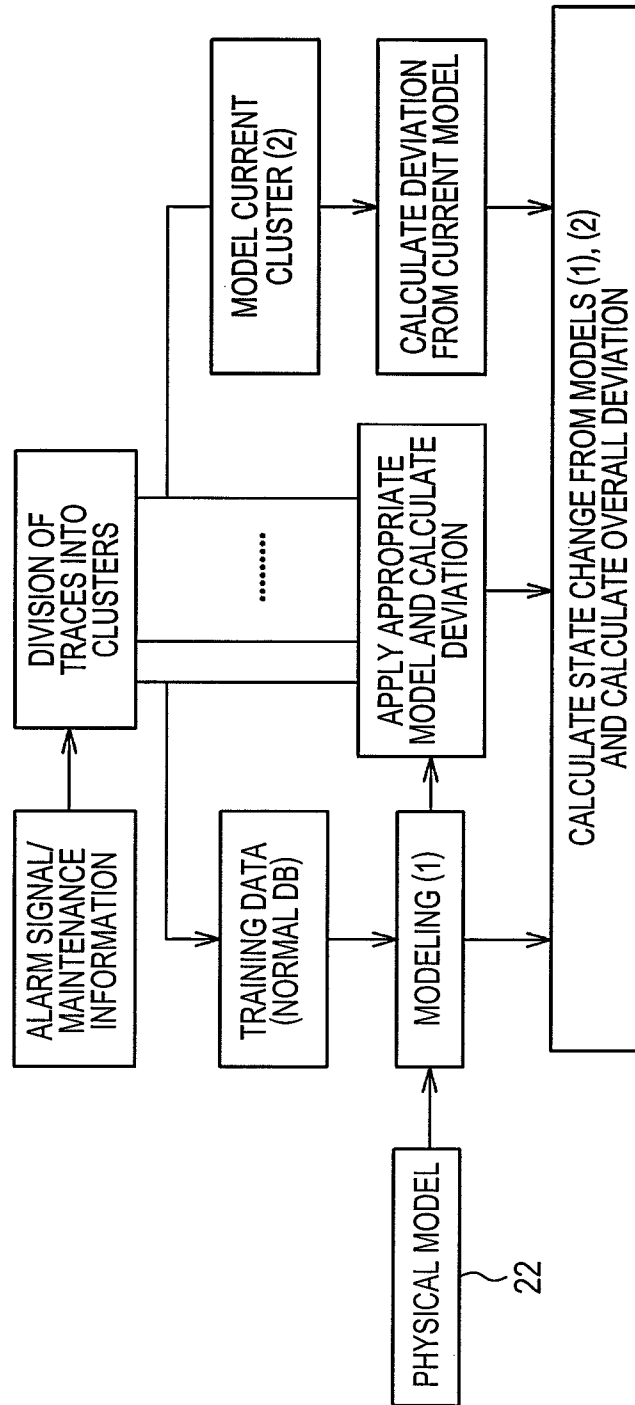 ALARM SIGNAL/
MAINTENANCE
INFORMATION
DIVISION OF
TRACES INTO
CLUSTERS
TRAINING DATA
(NORMAL DB)
MODEL CURRENT
CLUSTER (2)
PHYSICAL MODEL
22
MODELING (1)
APPLY APPROPRIATE
MODEL AND CALCULATE
DEVIATION
CALCULATE DEVIATION
FROM CURRENT MODEL
CALCULATE STATE CHANGE FROM MODELS (1), (2)
AND CALCULATE OVERALL DEVIATION